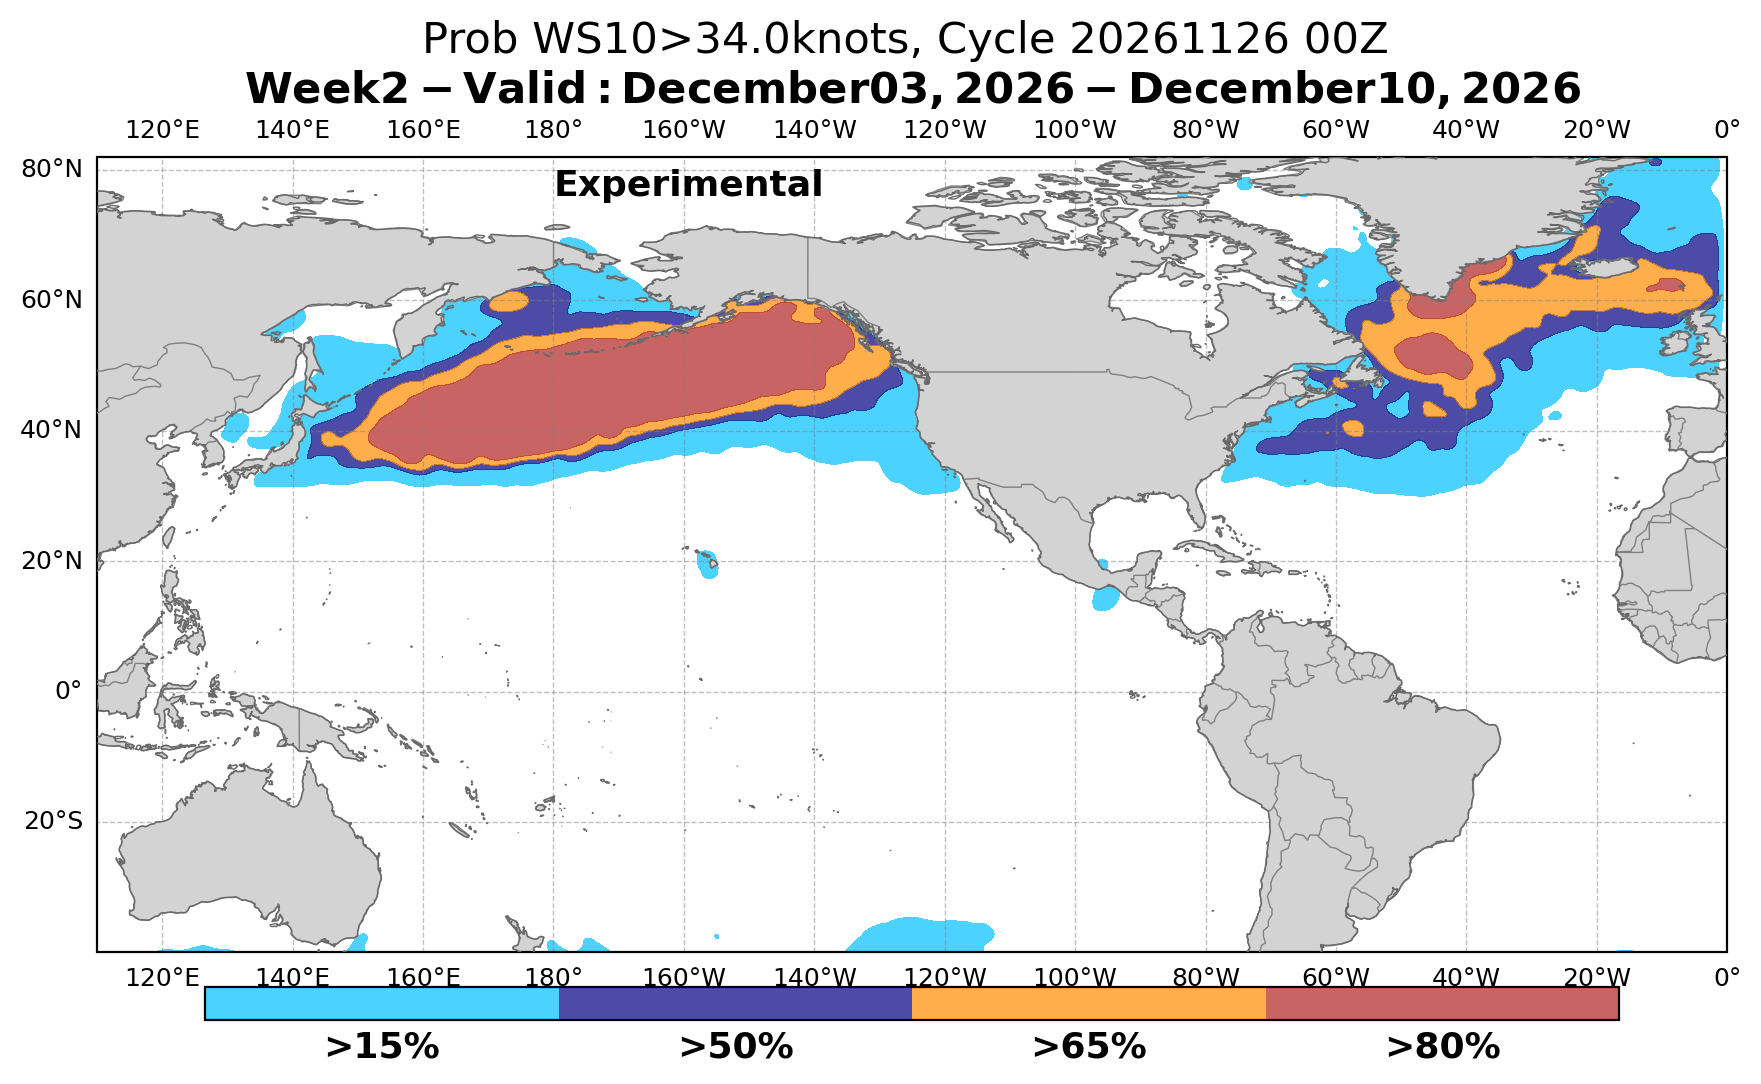 Prob WS10>34.0knots, Cycle 20261126 00Z
Week2 − Valid : December03, 2026 − December10, 2026
120°E 140°E 160°E 180° 160°W 140°W 120°W 100°W 80°W 60°W 40°W 20°W 0°
80°N
Experimental
60°N
40°N
20°N
0°
20°S
120°E 140°E 160°E 180° 160°W 140°W 120°W 100°W 80°W 60°W 40°W 20°W 0°
>15% >50% >65% >80%